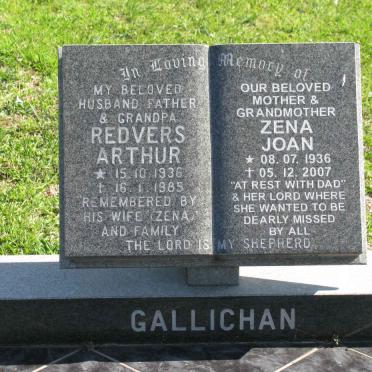 In Loving Memory of
MY BELOVED
HUSBAND FATHER
& GRANDPA
REDVERS
ARTHUR
★ 15.10.1936
† 16.1.1985
REMEMBERED BY
HIS WIFE "ZENA"
AND FAMILY
OUR BELOVED
MOTHER &
GRANDMOTHER
ZENA
JOAN
★ 08.07.1936
† 05.12.2007
"AT REST WITH DAD"
& HER LORD WHERE
SHE WANTED TO BE
DEARLY MISSED
BY ALL
THE LORD IS MY SHEPHERD
GALLICHAN